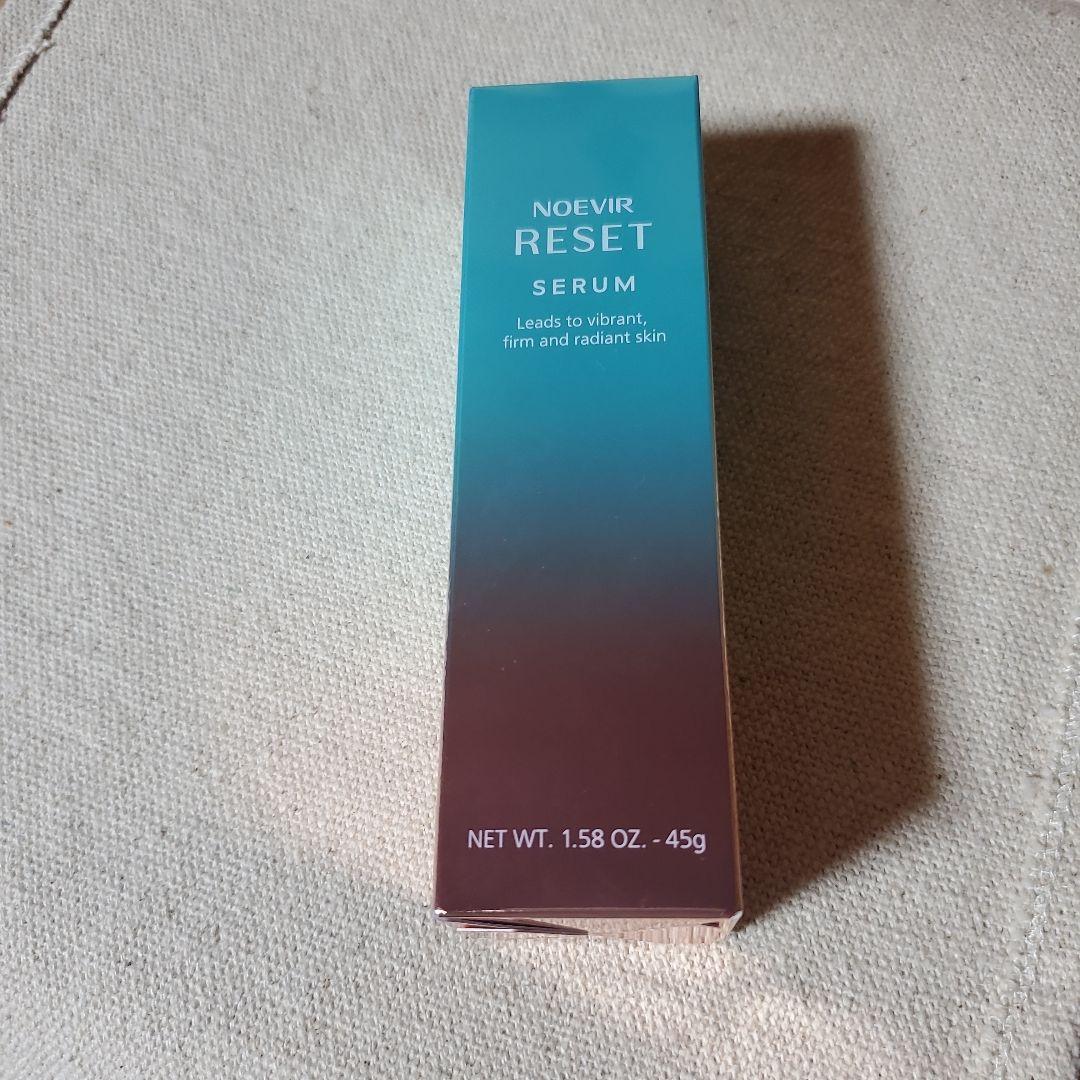 NOEVIR
RESET
SERUM
Leads to vibrant,
firm and radiant skin
NET WT. 1.58 OZ. - 45g